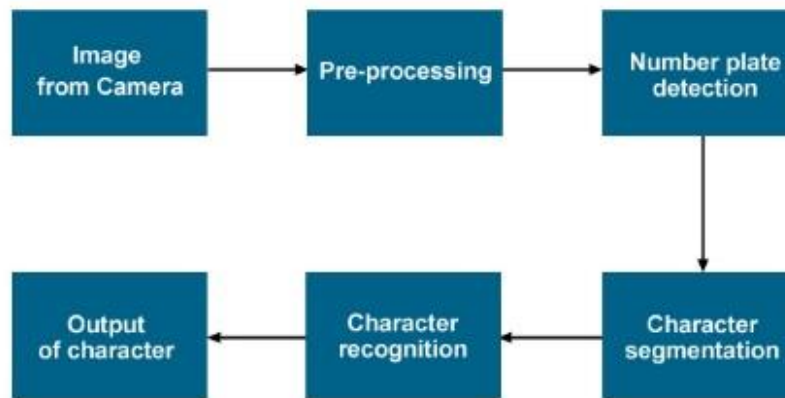 Image
from Camera
Pre-processing
Number plate
detection
Character
segmentation
Character
recognition
Output
of character